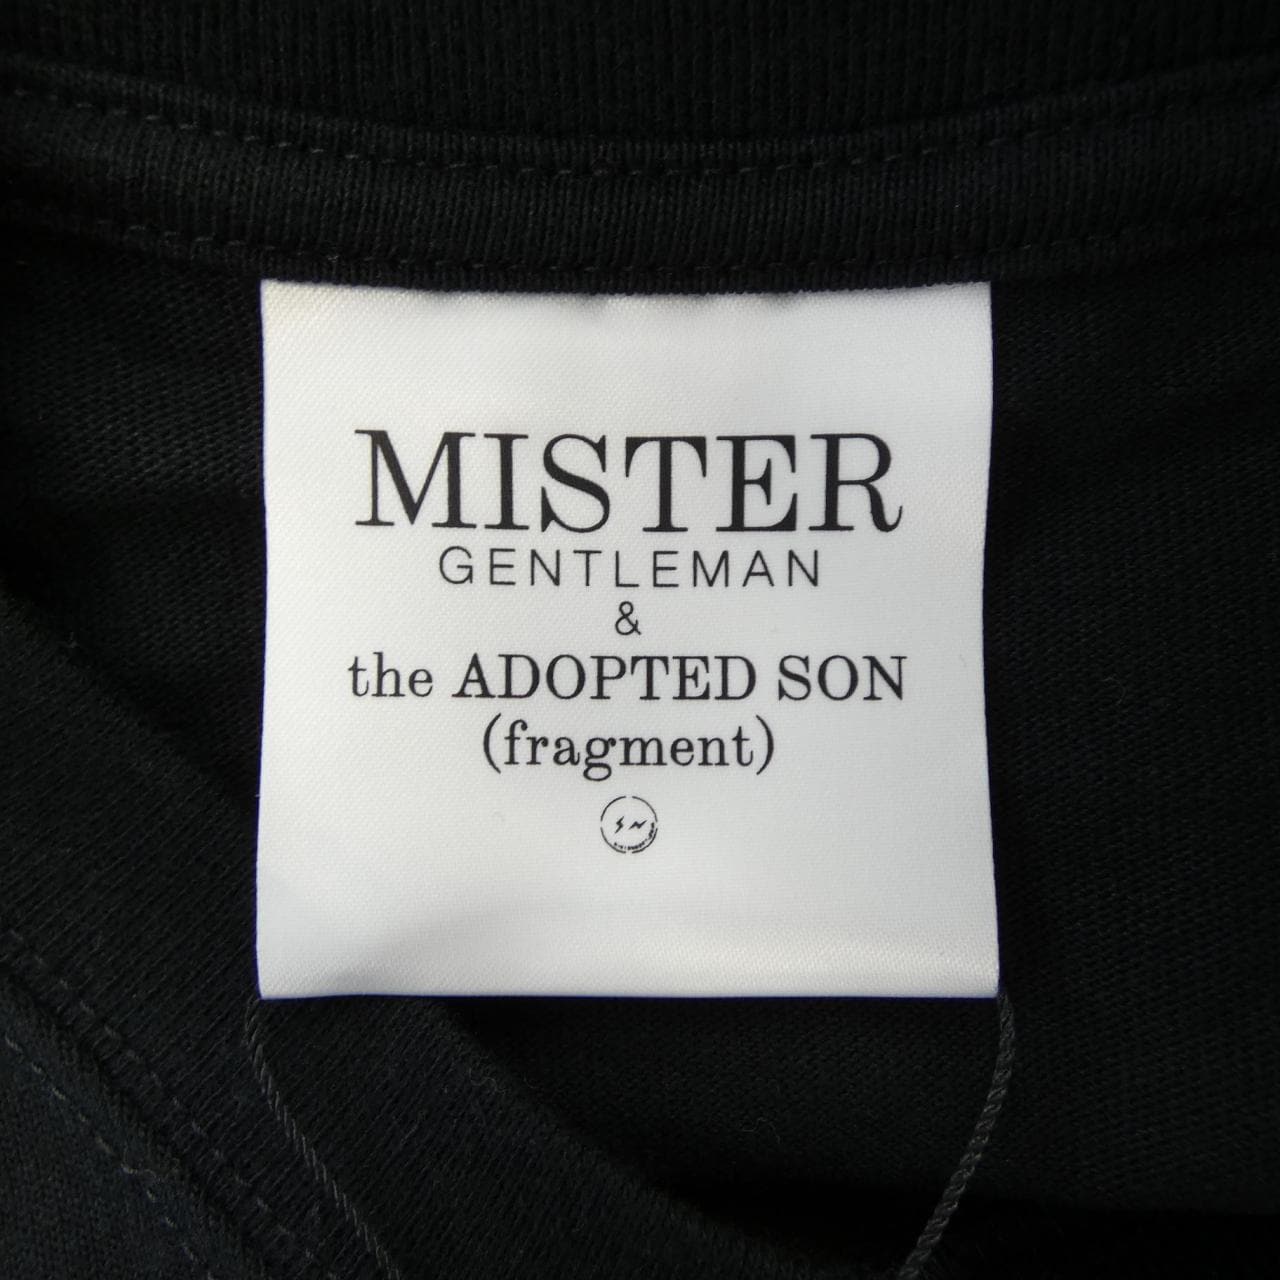 MISTER
GENTLEMAN
&
the ADOPTED SON
(fragment)